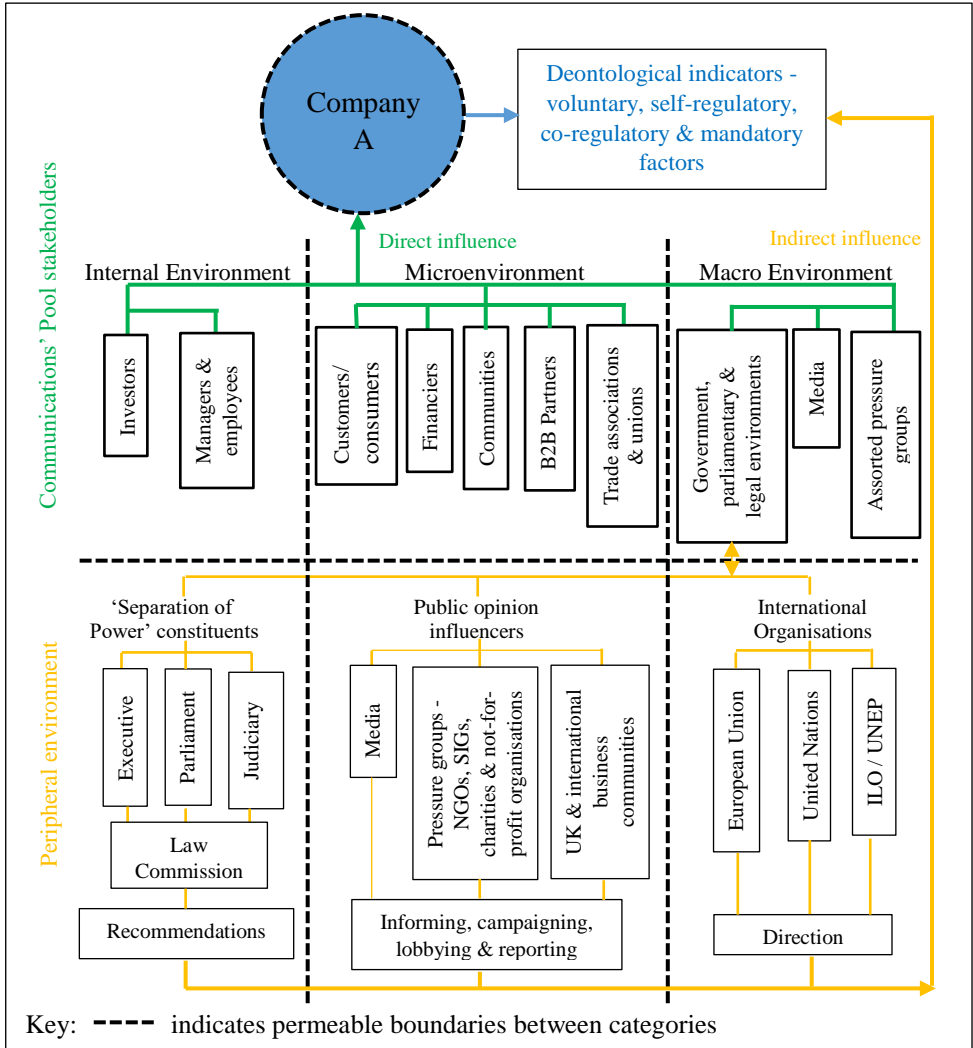 Company
A
Deontological indicators -
voluntary, self-regulatory,
co-regulatory & mandatory
factors
Communications’ Pool stakeholders
Direct influence
Indirect influence
Internal Environment
Microenvironment
Macro Environment
Investors
Managers &
employees
Customers/
consumers
Financiers
Communities
B2B Partners
Trade associations
& unions
Government,
parliamentary &
legal environments
Media
Assorted pressure
groups
Peripheral environment
‘Separation of
Power’ constituents
Public opinion
influencers
International
Organisations
Executive
Parliament
Judiciary
Media
Pressure groups -
NGOs, SIGs,
charities & not-for-
profit organisations
UK & international
business
communities
European Union
United Nations
ILO / UNEP
Law
Commission
Recommendations
Informing, campaigning,
lobbying & reporting
Direction
Key: indicates permeable boundaries between categories